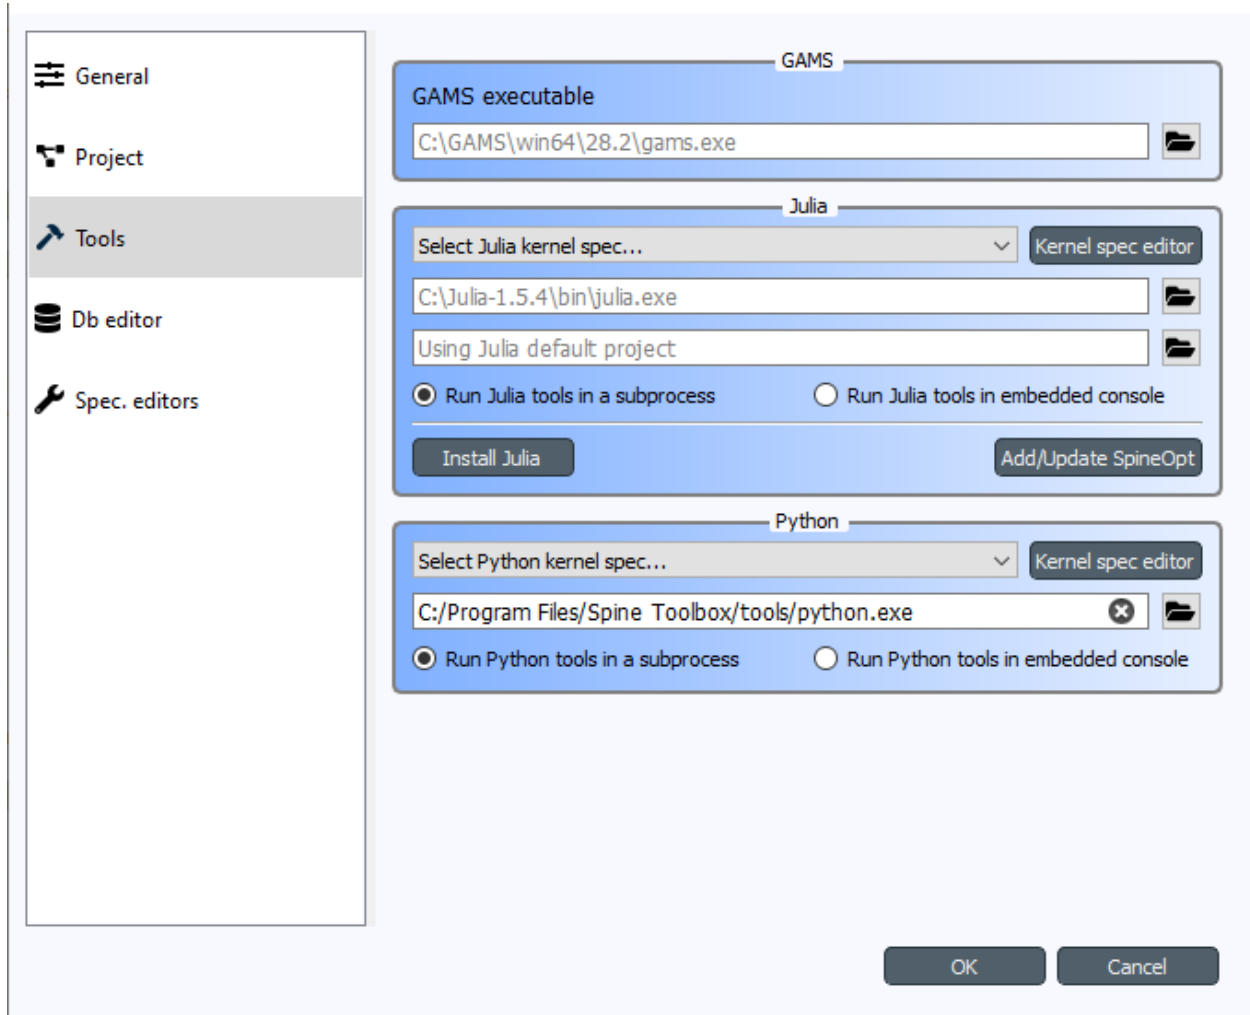 General
Project
Tools
Db editor
Spec. editors
GAMS
GAMS executable
C:\GAMS\win64\28.2\gams.exe
Julia
Select Julia kernel spec...
Kernel spec editor
C:\Julia-1.5.4\bin\julia.exe
Using Julia default project
Run Julia tools in a subprocess
Run Julia tools in embedded console
Install Julia
Add/Update SpineOpt
Python
Select Python kernel spec...
Kernel spec editor
C:/Program Files/Spine Toolbox/tools/python.exe
Run Python tools in a subprocess
Run Python tools in embedded console
OK
Cancel